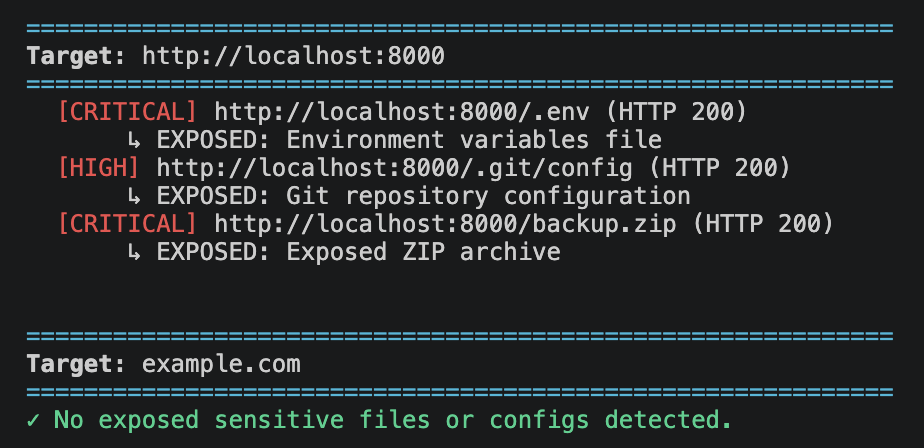 ============================================================
Target: http://localhost:8000
============================================================
[CRITICAL] http://localhost:8000/.env (HTTP 200)
↳ EXPOSED: Environment variables file
[HIGH] http://localhost:8000/.git/config (HTTP 200)
↳ EXPOSED: Git repository configuration
[CRITICAL] http://localhost:8000/backup.zip (HTTP 200)
↳ EXPOSED: Exposed ZIP archive
============================================================
Target: example.com
============================================================
✓ No exposed sensitive files or configs detected.